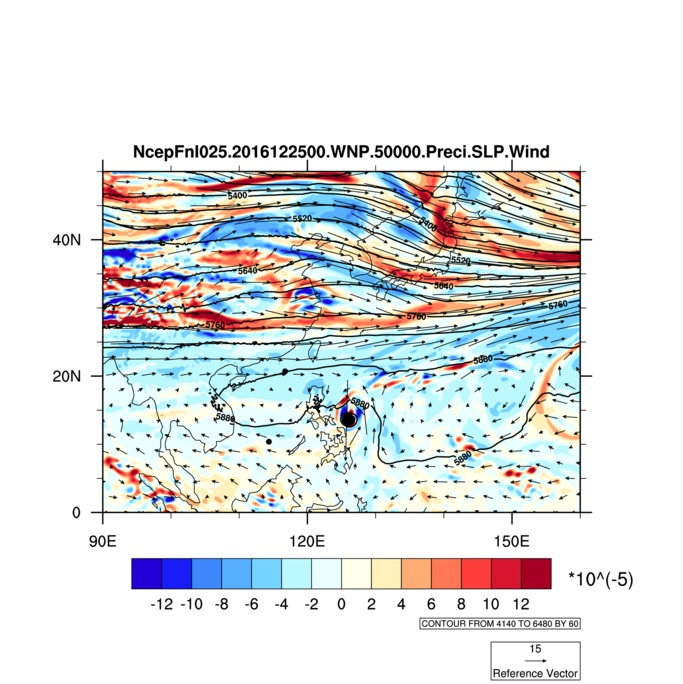 NcepFnl025.2016122500.WNP.50000.Preci.SLP.Wind
5400
5520
5400
40N
5520
5640
5640
5760
5760
5760
5880
20N
5880
5880
5880
0
90E 120E 150E
-12 -10 -8 -6 -4 -2 0 2 4 6 8 10 12
*10^(-5)
CONTOUR FROM 4140 TO 6480 BY 60
15
Reference Vector